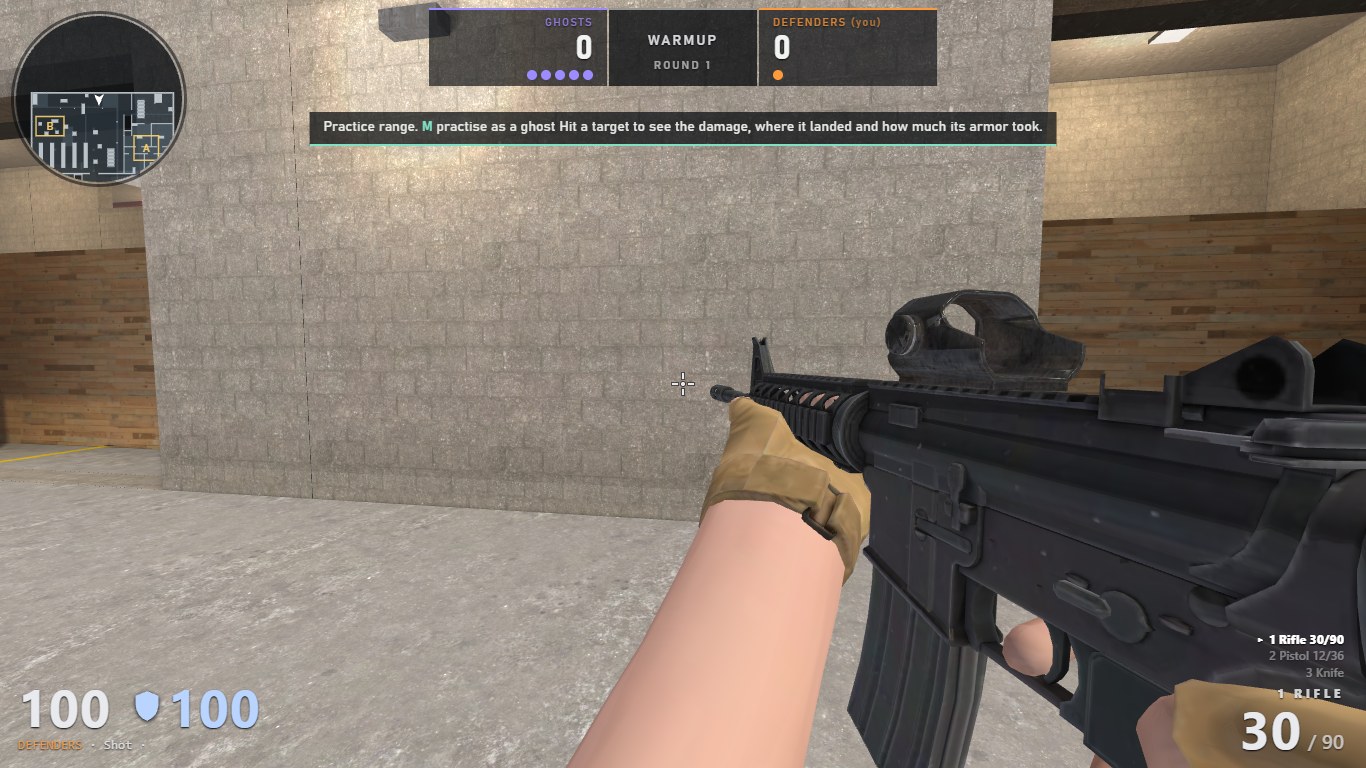 GHOSTS
0
WARMUP
ROUND 1
DEFENDERS (you)
0
Practice range. M practise as a ghost Hit a target to see the damage, where it landed and how much its armor took.
B
A
1 Rifle 30/90
2 Pistol 12/36
3 Knife
1 RIFLE
30 / 90
100 100
DEFENDERS · Shot ·